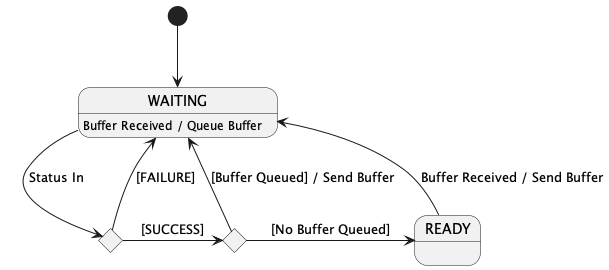 WAITING
Buffer Received / Queue Buffer
Status In
[FAILURE]
[Buffer Queued] / Send Buffer
Buffer Received / Send Buffer
[SUCCESS]
[No Buffer Queued]
READY